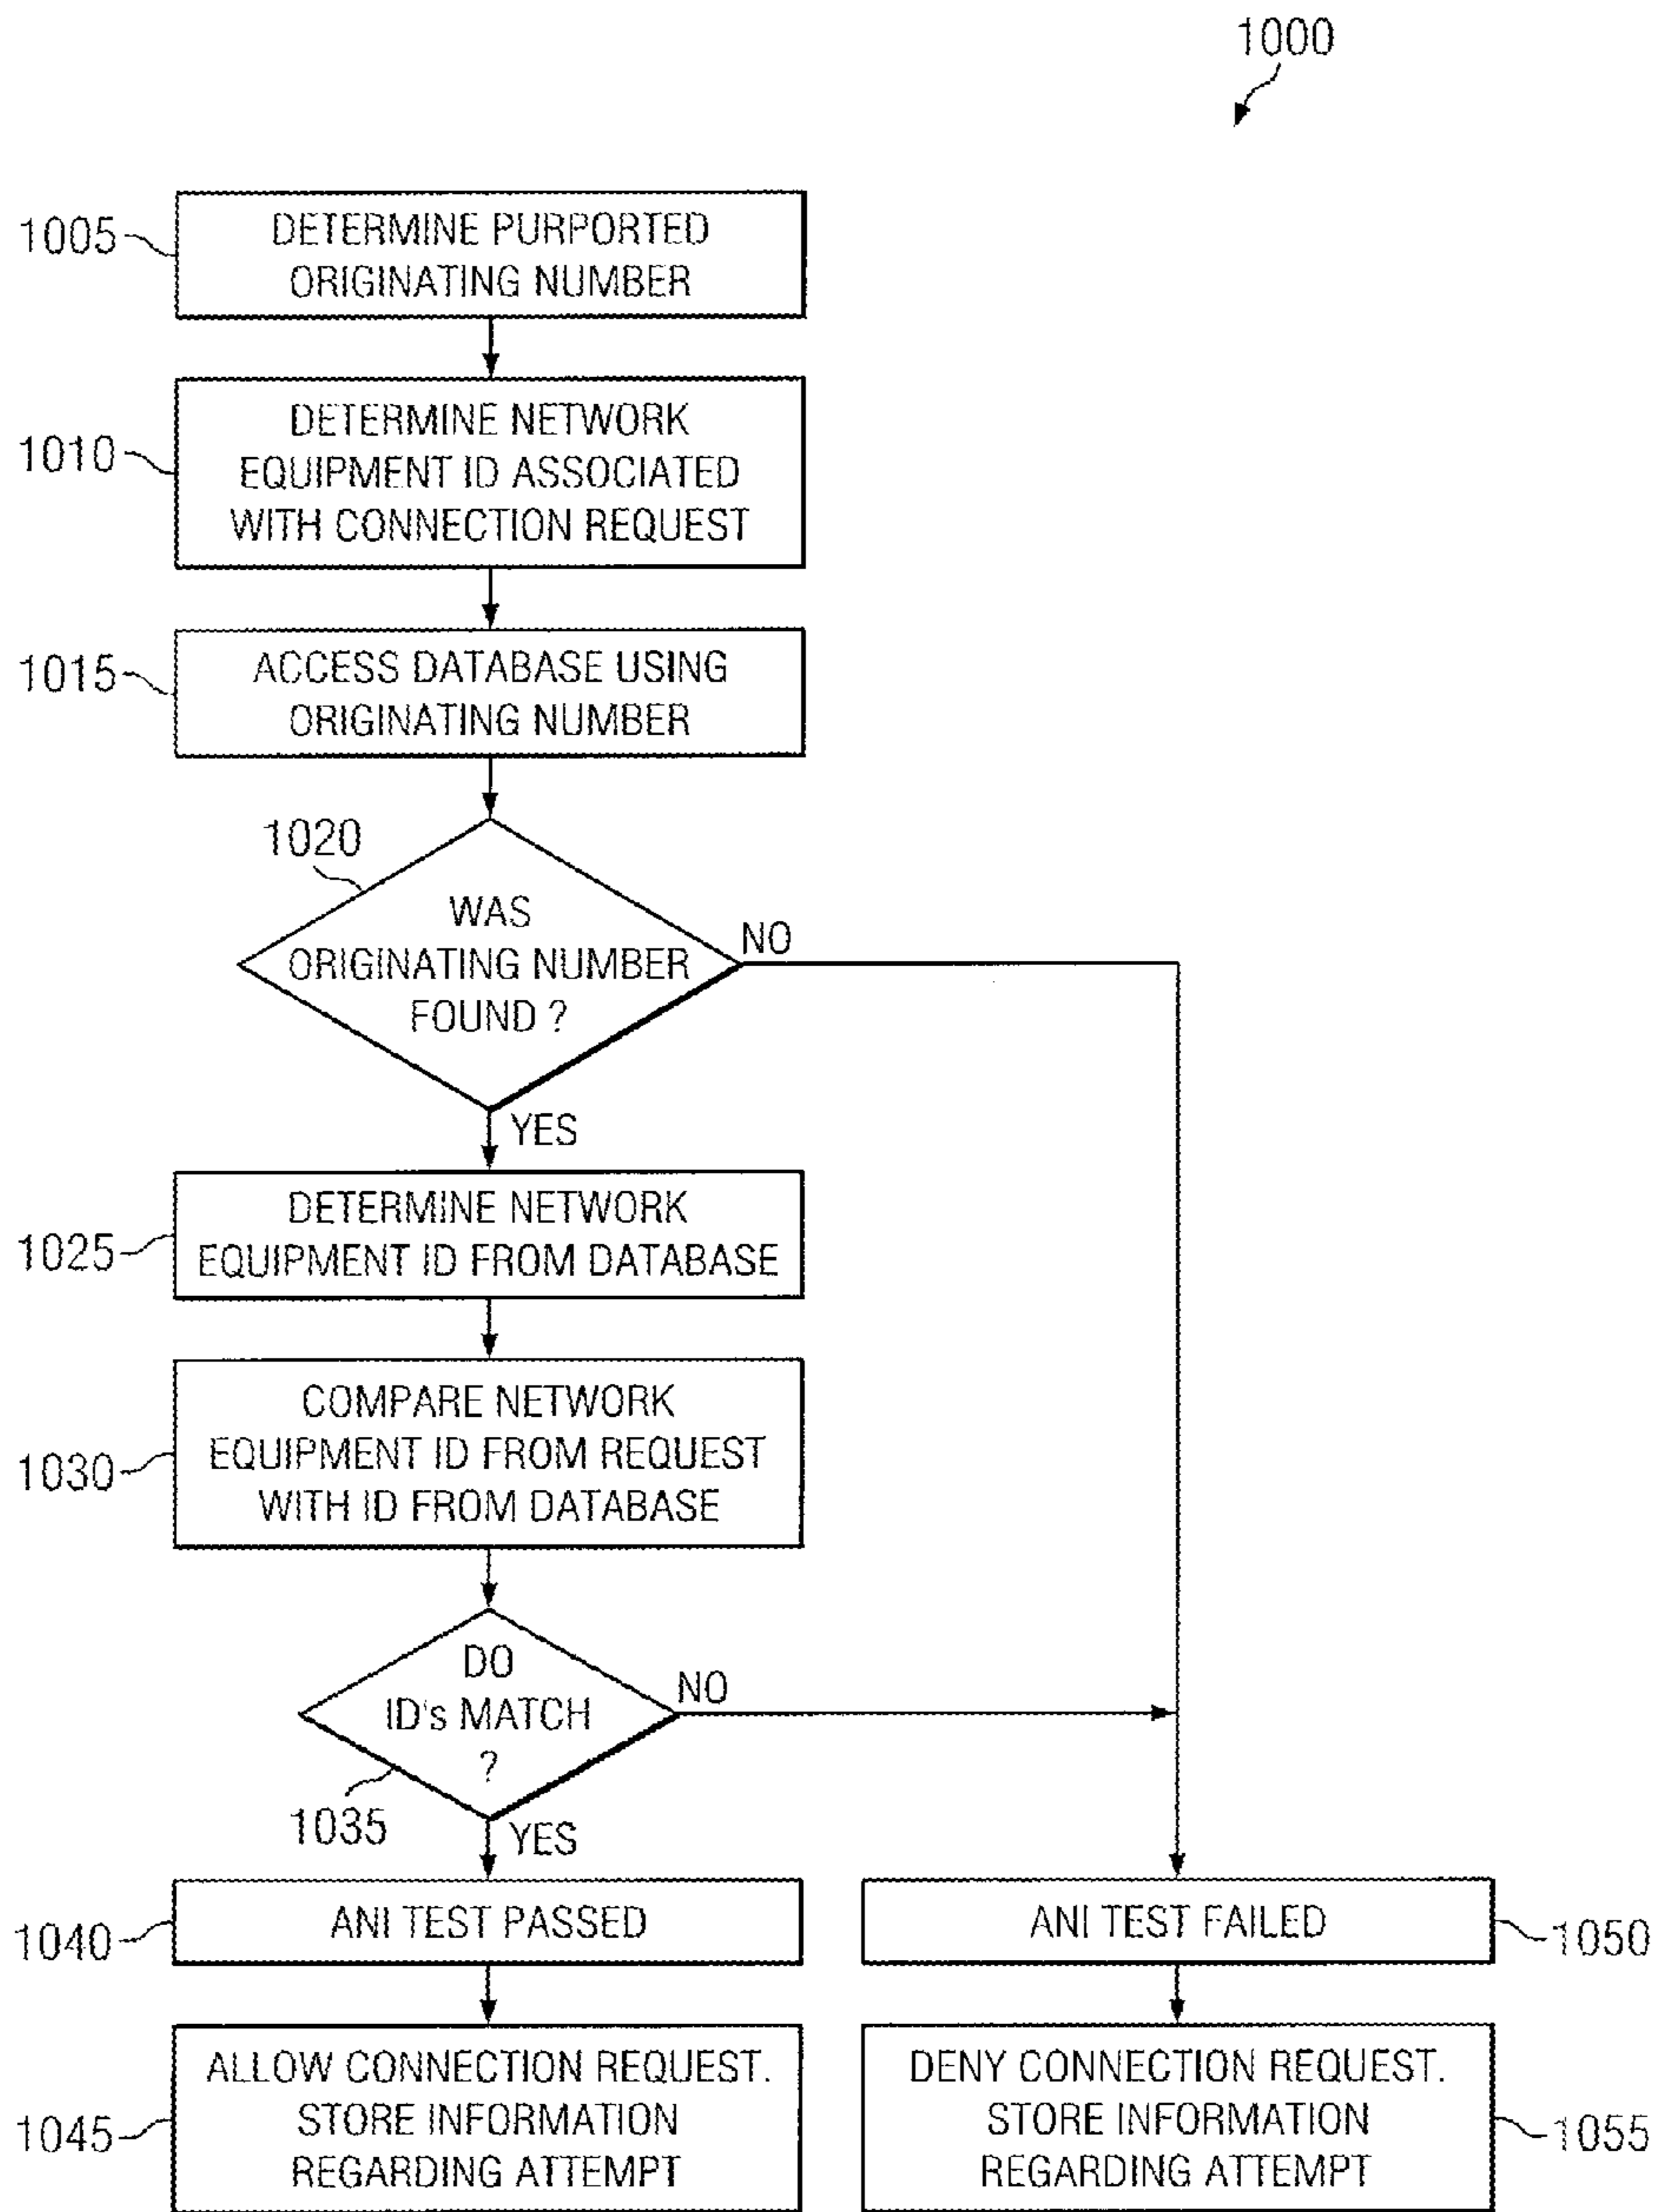 1000
1005
DETERMINE PURPORTED
ORIGINATING NUMBER
1010
DETERMINE NETWORK
EQUIPMENT ID ASSOCIATED
WITH CONNECTION REQUEST
1015
ACCESS DATABASE USING
ORIGINATING NUMBER
1020
WAS
ORIGINATING NUMBER
FOUND ?
NO
YES
1025
DETERMINE NETWORK
EQUIPMENT ID FROM DATABASE
1030
COMPARE NETWORK
EQUIPMENT ID FROM REQUEST
WITH ID FROM DATABASE
DO
ID's MATCH
?
NO
1035
YES
1040
ANI TEST PASSED
ANI TEST FAILED
1050
1045
ALLOW CONNECTION REQUEST.
STORE INFORMATION
REGARDING ATTEMPT
DENY CONNECTION REQUEST.
STORE INFORMATION
REGARDING ATTEMPT
1055